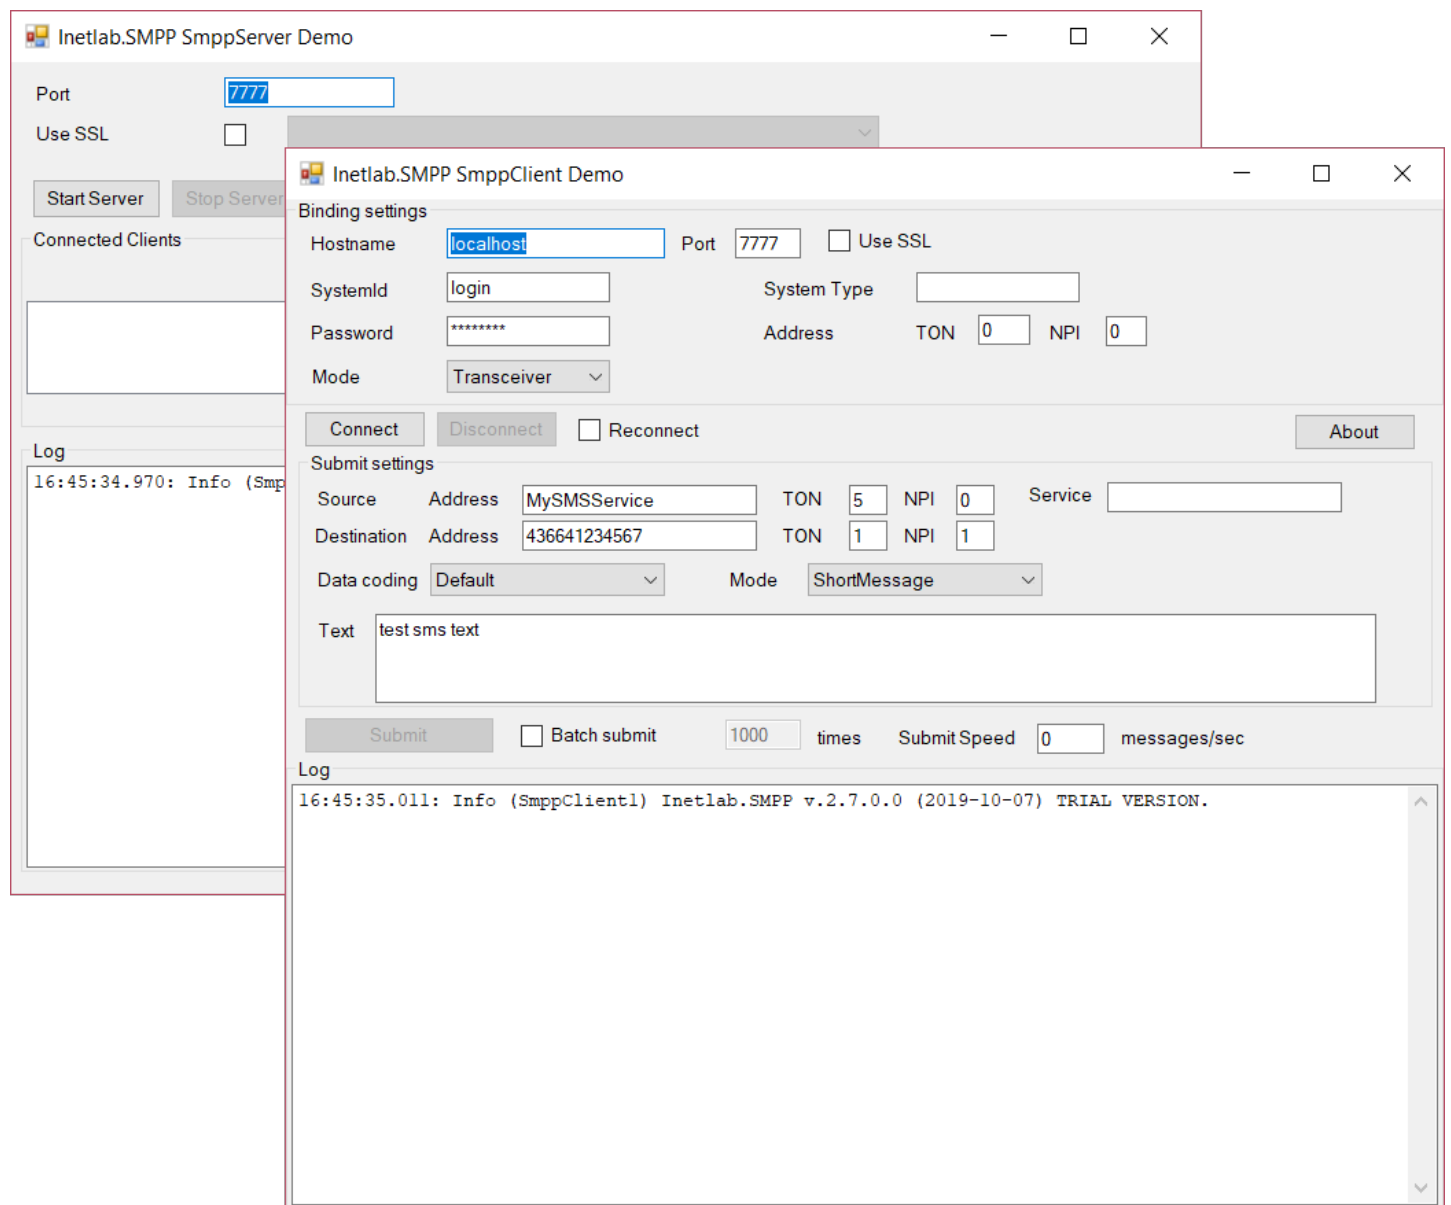 Inetlab.SMPP SmppServer Demo
Port 7777
Use SSL
Start Server Stop Server
Connected Clients
Log
16:45:34.970: Info (Smp
Inetlab.SMPP SmppClient Demo
Binding settings
Hostname localhost Port 7777 Use SSL
SystemId login System Type
Password ******** Address TON 0 NPI 0
Mode Transceiver
Connect Disconnect Reconnect About
Submit settings
Source Address MySMSService TON 5 NPI 0 Service
Destination Address 436641234567 TON 1 NPI 1
Data coding Default Mode ShortMessage
Text test sms text
Submit Batch submit 1000 times Submit Speed 0 messages/sec
Log
16:45:35.011: Info (SmppClient1) Inetlab.SMPP v.2.7.0.0 (2019-10-07) TRIAL VERSION.